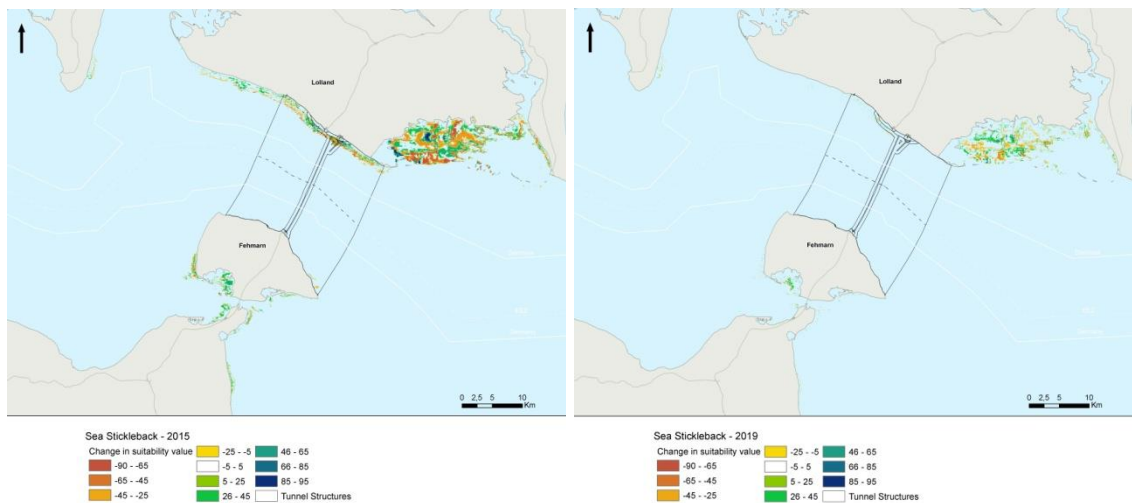 Lolland
Fehmarn
0 2,5 5 10
Km
Sea Stickleback - 2015
Change in suitability value
-90 - -65
-65 - -45
-45 - -25
-25 - -5
-5 - 5
5 - 25
26 - 45
46 - 65
66 - 85
85 - 95
Tunnel Structures
Lolland
Fehmarn
0 2,5 5 10
Km
Sea Stickleback - 2019
Change in suitability value
-90 - -65
-65 - -45
-45 - -25
-25 - -5
-5 - 5
5 - 25
26 - 45
46 - 65
66 - 85
85 - 95
Tunnel Structures